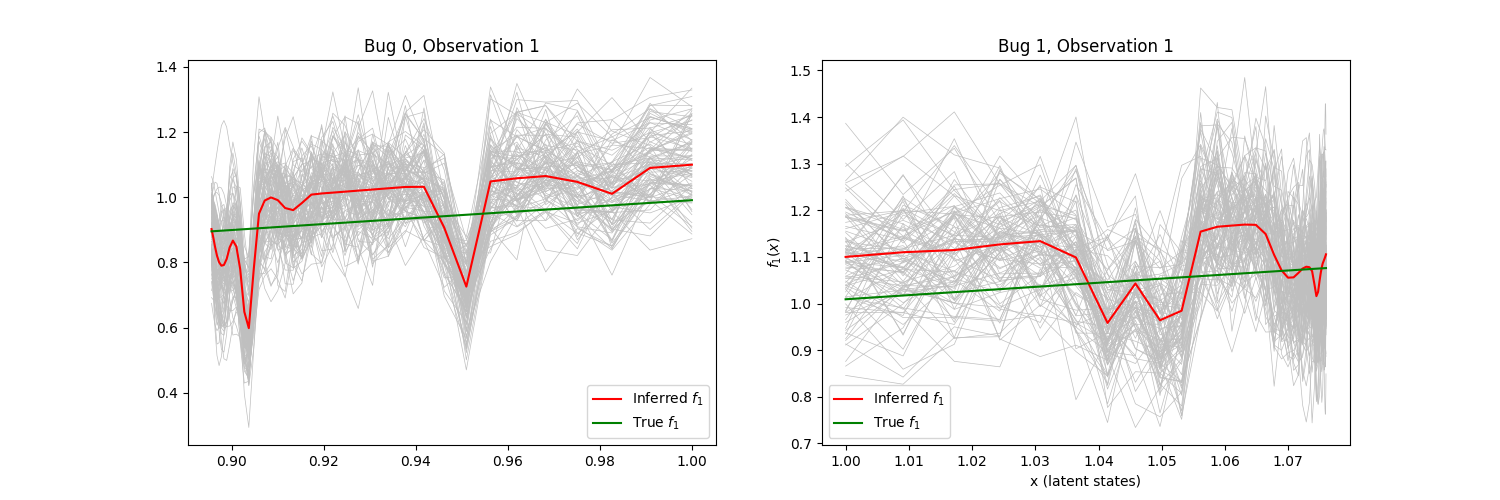 Bug 0, Observation 1
1.4
1.2
1.0
0.8
0.6
0.4
0.90 0.92 0.94 0.96 0.98 1.00
Inferred f₁
True f₁
Bug 1, Observation 1
f₁(x)
1.5
1.4
1.3
1.2
1.1
1.0
0.9
0.8
0.7
1.00 1.01 1.02 1.03 1.04 1.05 1.06 1.07
x (latent states)
Inferred f₁
True f₁